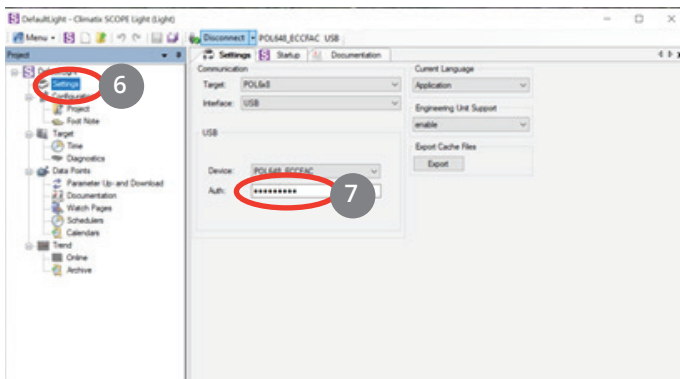 DefaultLight - Climatix SCOPE Light (Light)
Menu
Disconnect POL648_ECCFAC USB
Project
Settings Startup Documentation
Settings
6
Project
Foot Note
Target
Time
Diagnostics
Data Points
Parameter Up- and Download
Documentation
Watch Pages
Schedulers
Calendars
Trend
Online
Archive
Communication
Target: POL6x8
Interface: USB
USB
Device: POL648_ECCFAC
Auth: *********
7
Current Language
Application
Engineering Unit Support
enable
Export Cache Files
Export